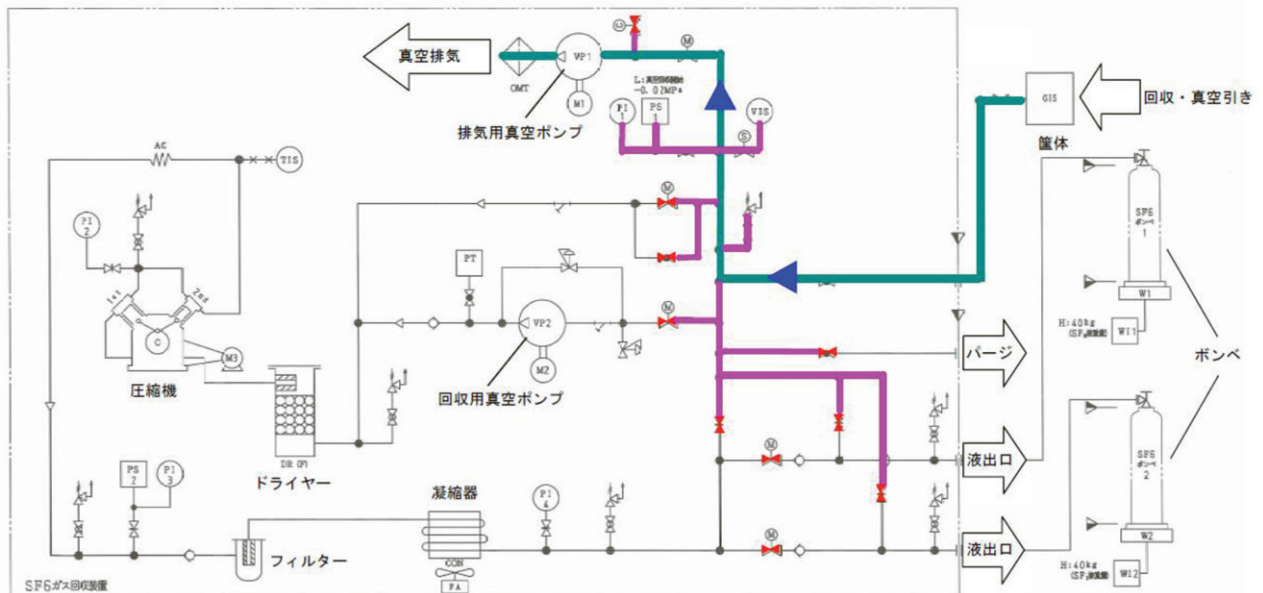 真空排気
OMT
VP1
M1
排気用真空ポンプ
M
-0.02MPa
PI
1
PS
1
VIS
S
GIS
回収・真空引き
筐体
AC
TIS
PI
2
1st
2nd
C
M3
圧縮機
M
PT
VP2
M2
回収用真空ポンプ
M
SF6
ボンベ
1
W1
H:40kg
WI1
パージ
ボンベ
DR(F)
ドライヤー
PS
2
PI
3
凝縮器
PI
4
M
液出口
SF6
ボンベ
2
W2
H:40kg
WI2
フィルター
CON
FA
M
液出口
SF6ガス回収装置